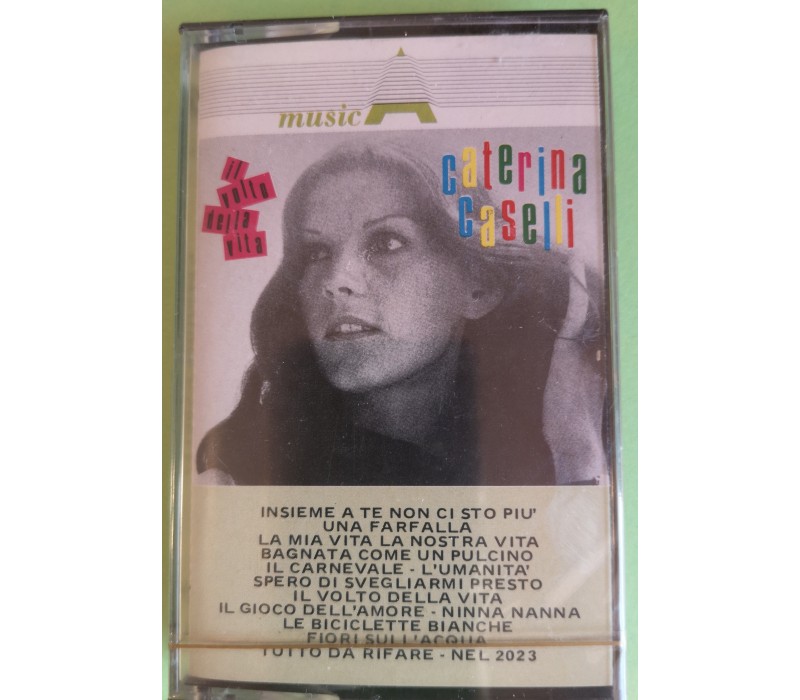 music A
il
volto
della
vita
caterina
caselli
INSIEME A TE NON CI STO PIU'
UNA FARFALLA
LA MIA VITA LA NOSTRA VITA
BAGNATA COME UN PULCINO
IL CARNEVALE - L'UMANITA'
SPERO DI SVEGLIARMI PRESTO
IL VOLTO DELLA VITA
IL GIOCO DELL'AMORE - NINNA NANNA
LE BICICLETTE BIANCHE
FIORI SULL'ACQUA
TUTTO DA RIFARE - NEL 2023